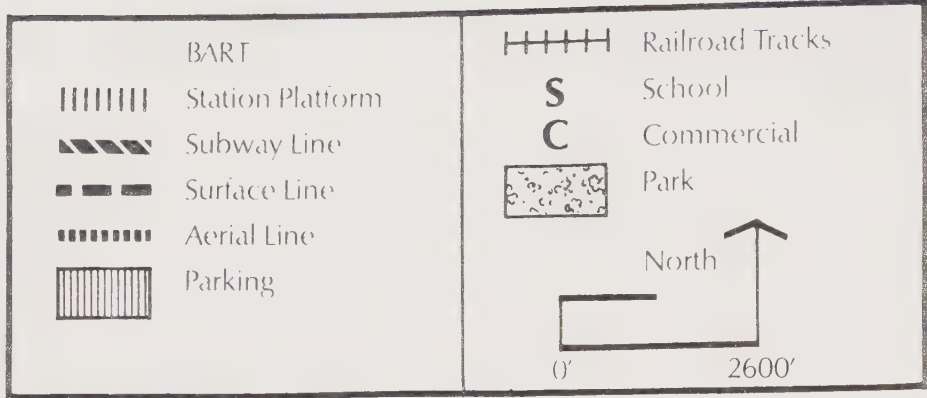 BART
Station Platform
Subway Line
Surface Line
Aerial Line
Parking
Railroad Tracks
S School
C Commercial
Park
North
0' 2600'